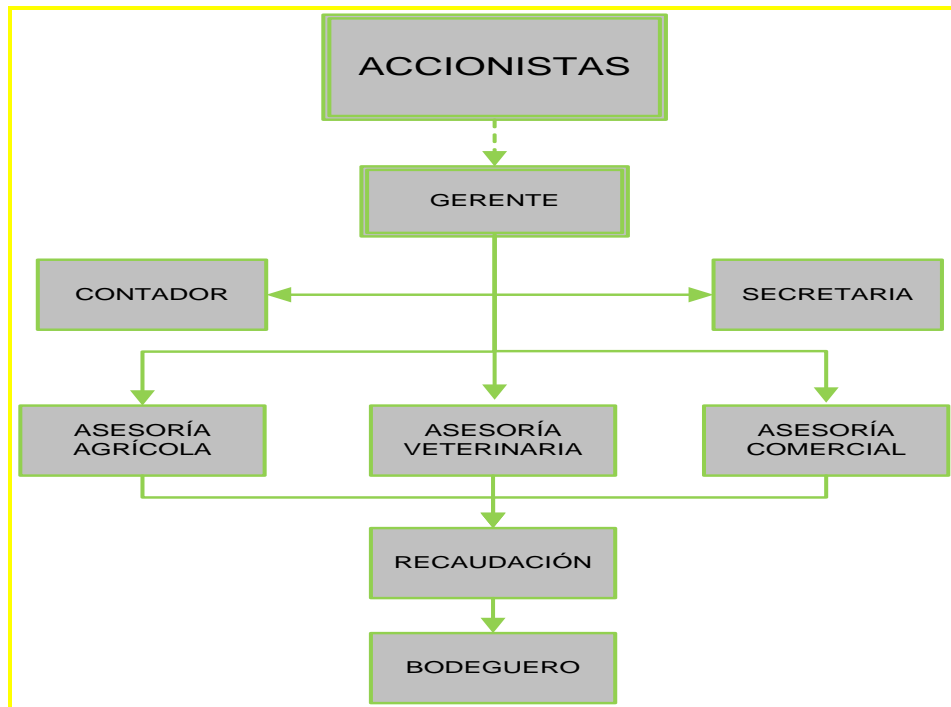 ACCIONISTAS
GERENTE
CONTADOR
SECRETARIA
ASESORÍA
AGRÍCOLA
ASESORÍA
VETERINARIA
ASESORÍA
COMERCIAL
RECAUDACIÓN
BODEGUERO